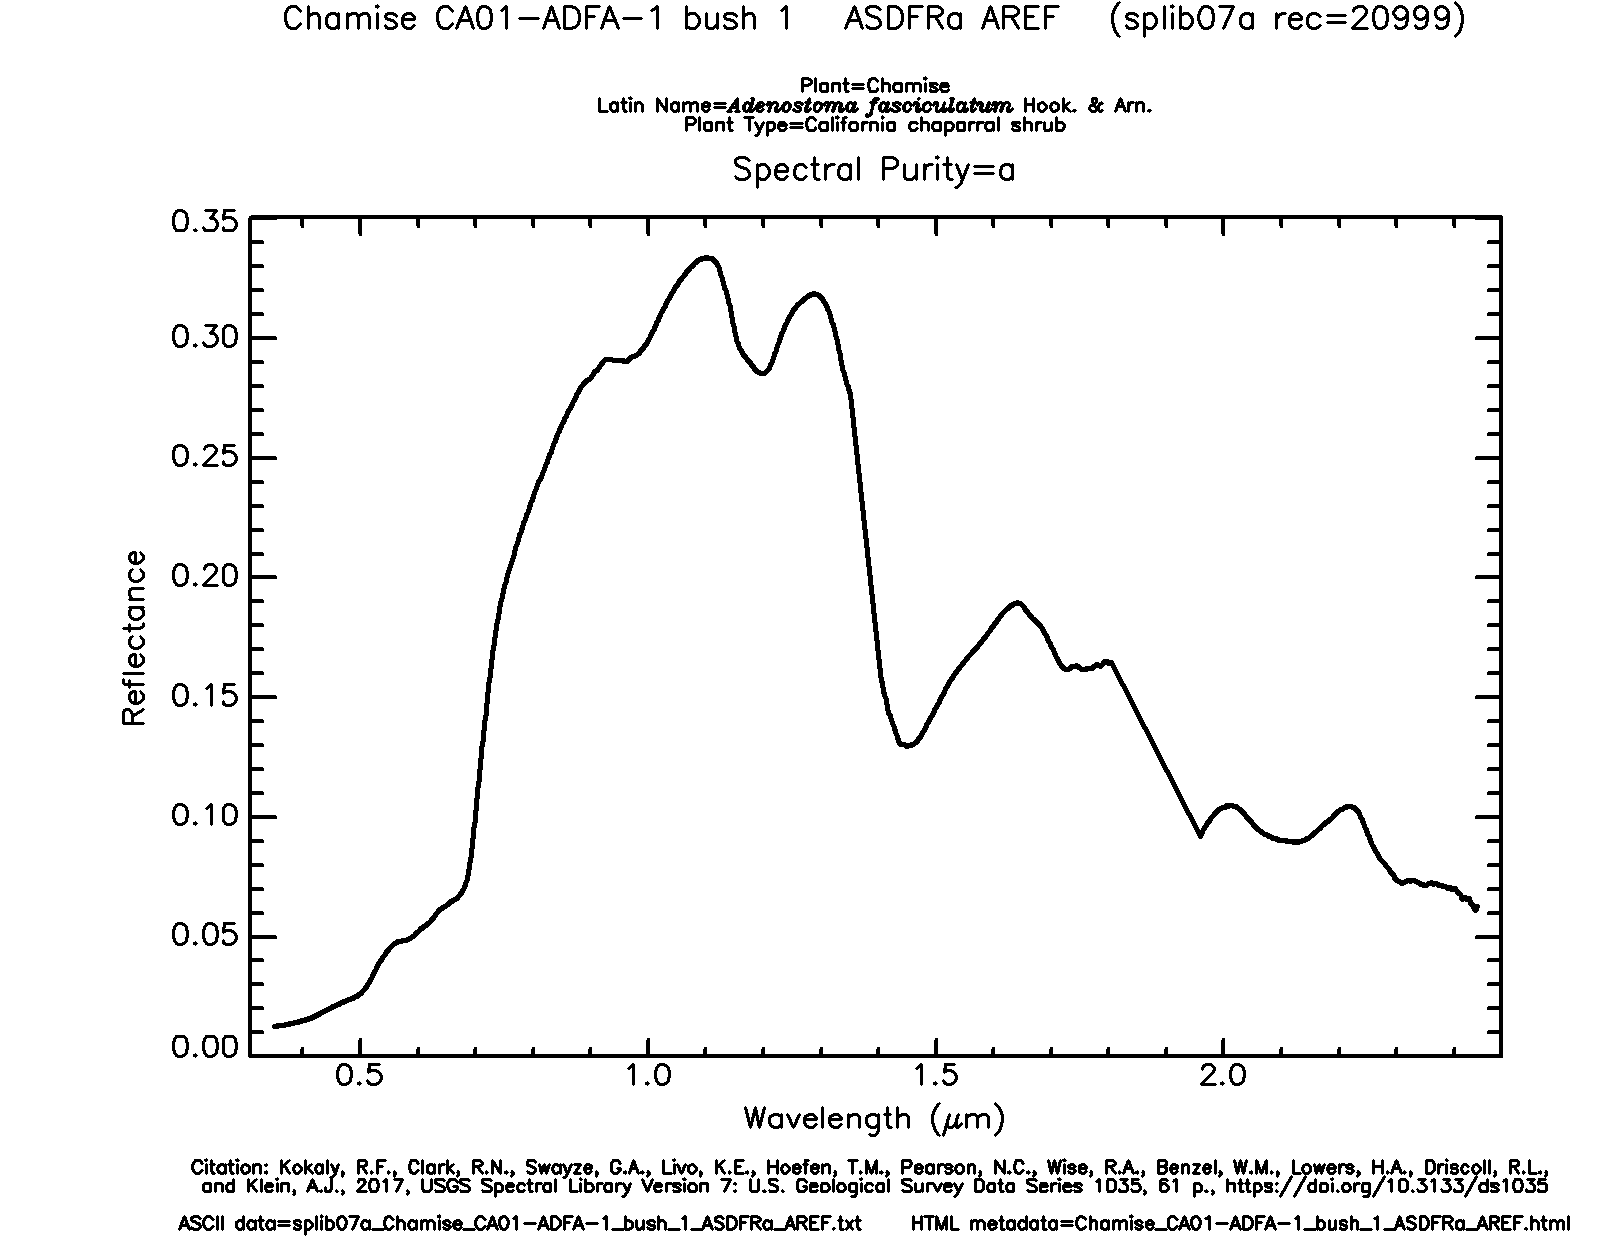 Chamise CA01-ADFA-1 bush 1 ASDFRa AREF (splib07a rec=20999)
Plant=Chamise
Latin Name=Adenostoma fasciculatum Hook. & Arn.
Plant Type=California chaparral shrub
Spectral Purity=a
0.35
0.30
0.25
0.20
0.15
0.10
0.05
0.00
Reflectance
0.5 1.0 1.5 2.0
Wavelength (μm)
Citation: Kokaly, R.F., Clark, R.N., Swayze, G.A., Livo, K.E., Hoefen, T.M., Pearson, N.C., Wise, R.A., Benzel, W.M., Lowers, H.A., Driscoll, R.L.,
and Klein, A.J., 2017, USGS Spectral Library Version 7: U.S. Geological Survey Data Series 1035, 61 p., https://doi.org/10.3133/ds1035
ASCII data=splib07a_Chamise_CA01-ADFA-1_bush_1_ASDFRa_AREF.txt HTML metadata=Chamise_CA01-ADFA-1_bush_1_ASDFRa_AREF.html